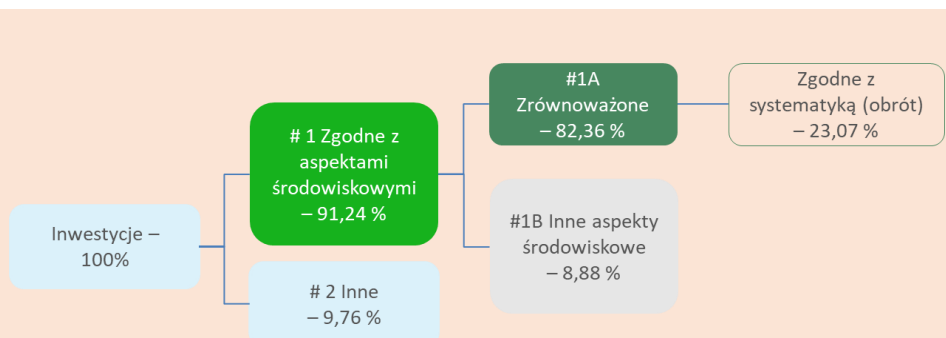 Inwestycje –
100%
# 1 Zgodne z
aspektami
środowiskowymi
– 91,24 %
# 2 Inne
– 9,76 %
#1A
Zrównoważone
– 82,36 %
#1B Inne aspekty
środowiskowe
– 8,88 %
Zgodne z
systematyką (obrót)
– 23,07 %